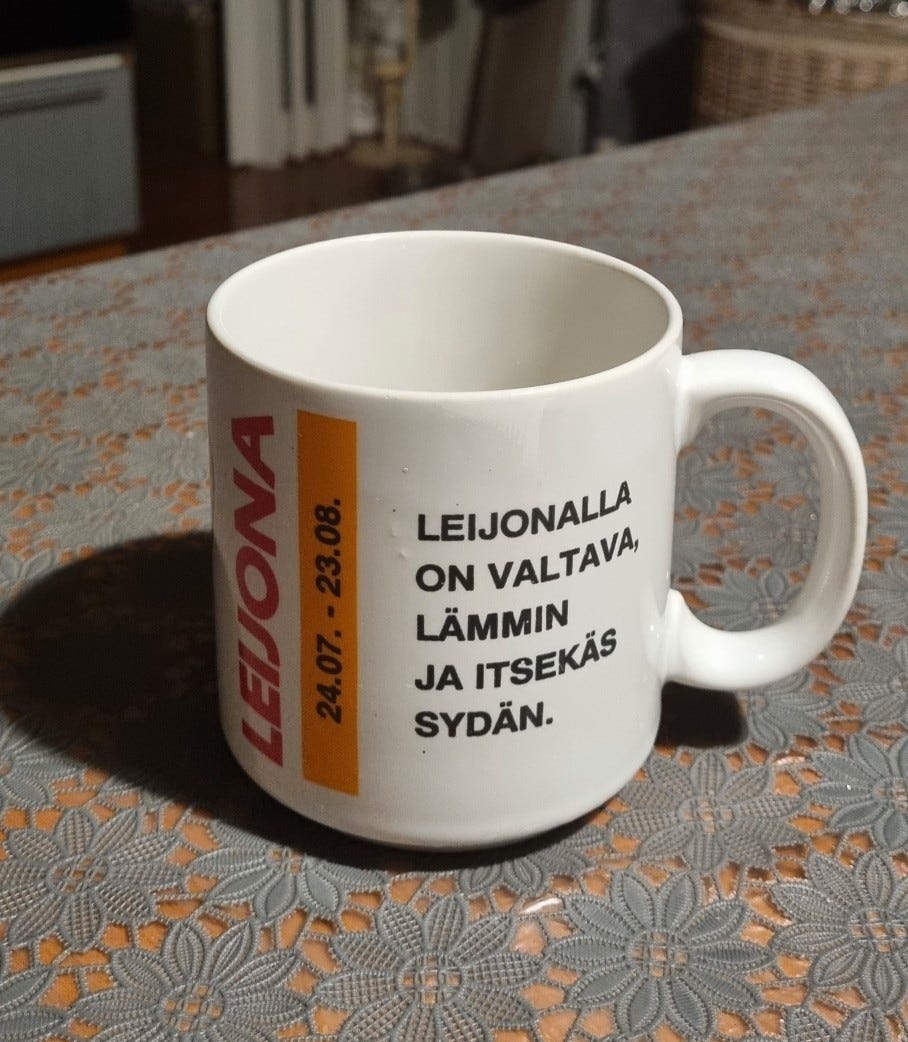 LEIJONA
24.07. - 23.08.
LEIJONALLA
ON VALTAVA,
LÄMMIN
JA ITSEKÄS
SYDÄN.